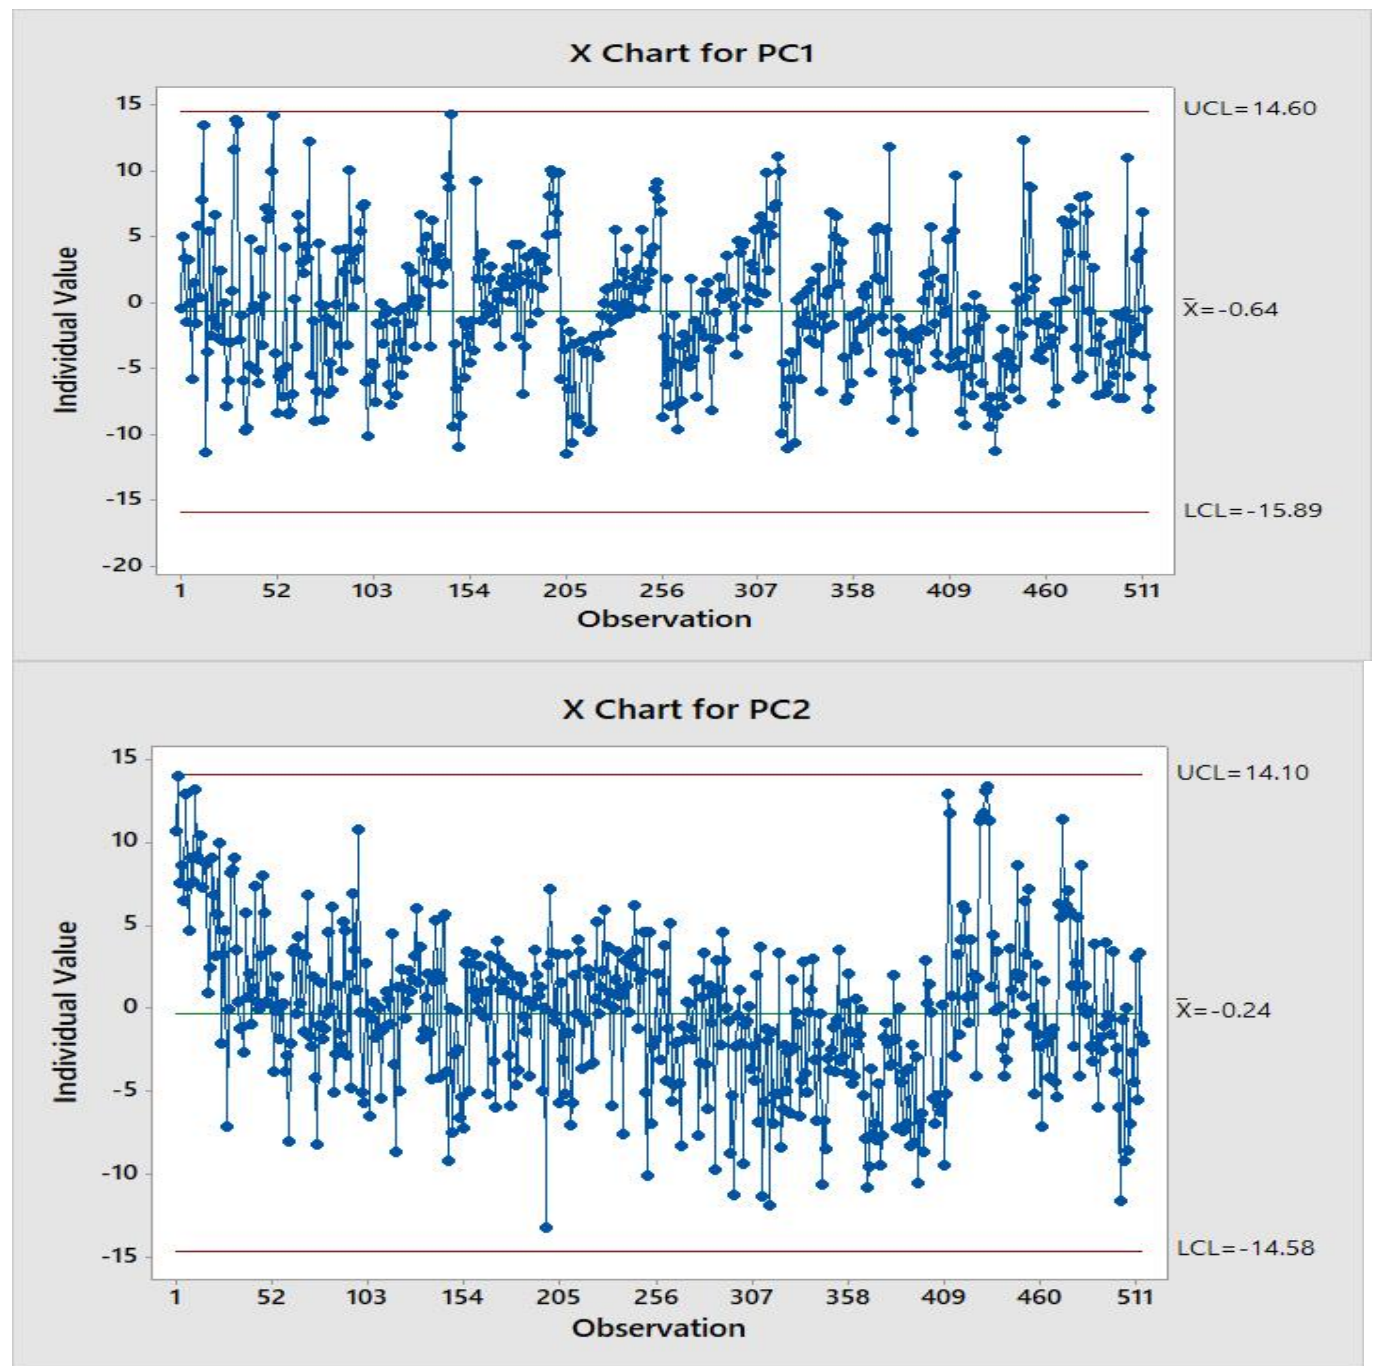 X Chart for PC1
15
10
5
0
-5
-10
-15
-20
Individual Value
UCL=14.60
X̄=-0.64
LCL=-15.89
1 52 103 154 205 256 307 358 409 460 511
Observation
X Chart for PC2
15
10
5
0
-5
-10
-15
Individual Value
UCL=14.10
X̄=-0.24
LCL=-14.58
1 52 103 154 205 256 307 358 409 460 511
Observation